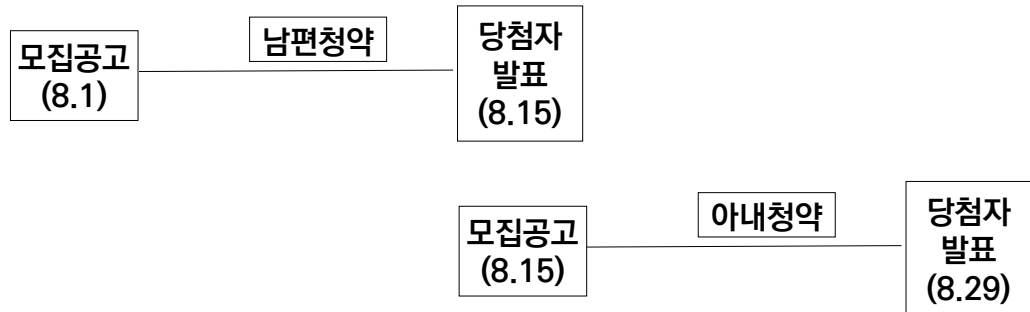 모집공고
(8.1)
남편청약
당첨자
발표
(8.15)
모집공고
(8.15)
아내청약
당첨자
발표
(8.29)